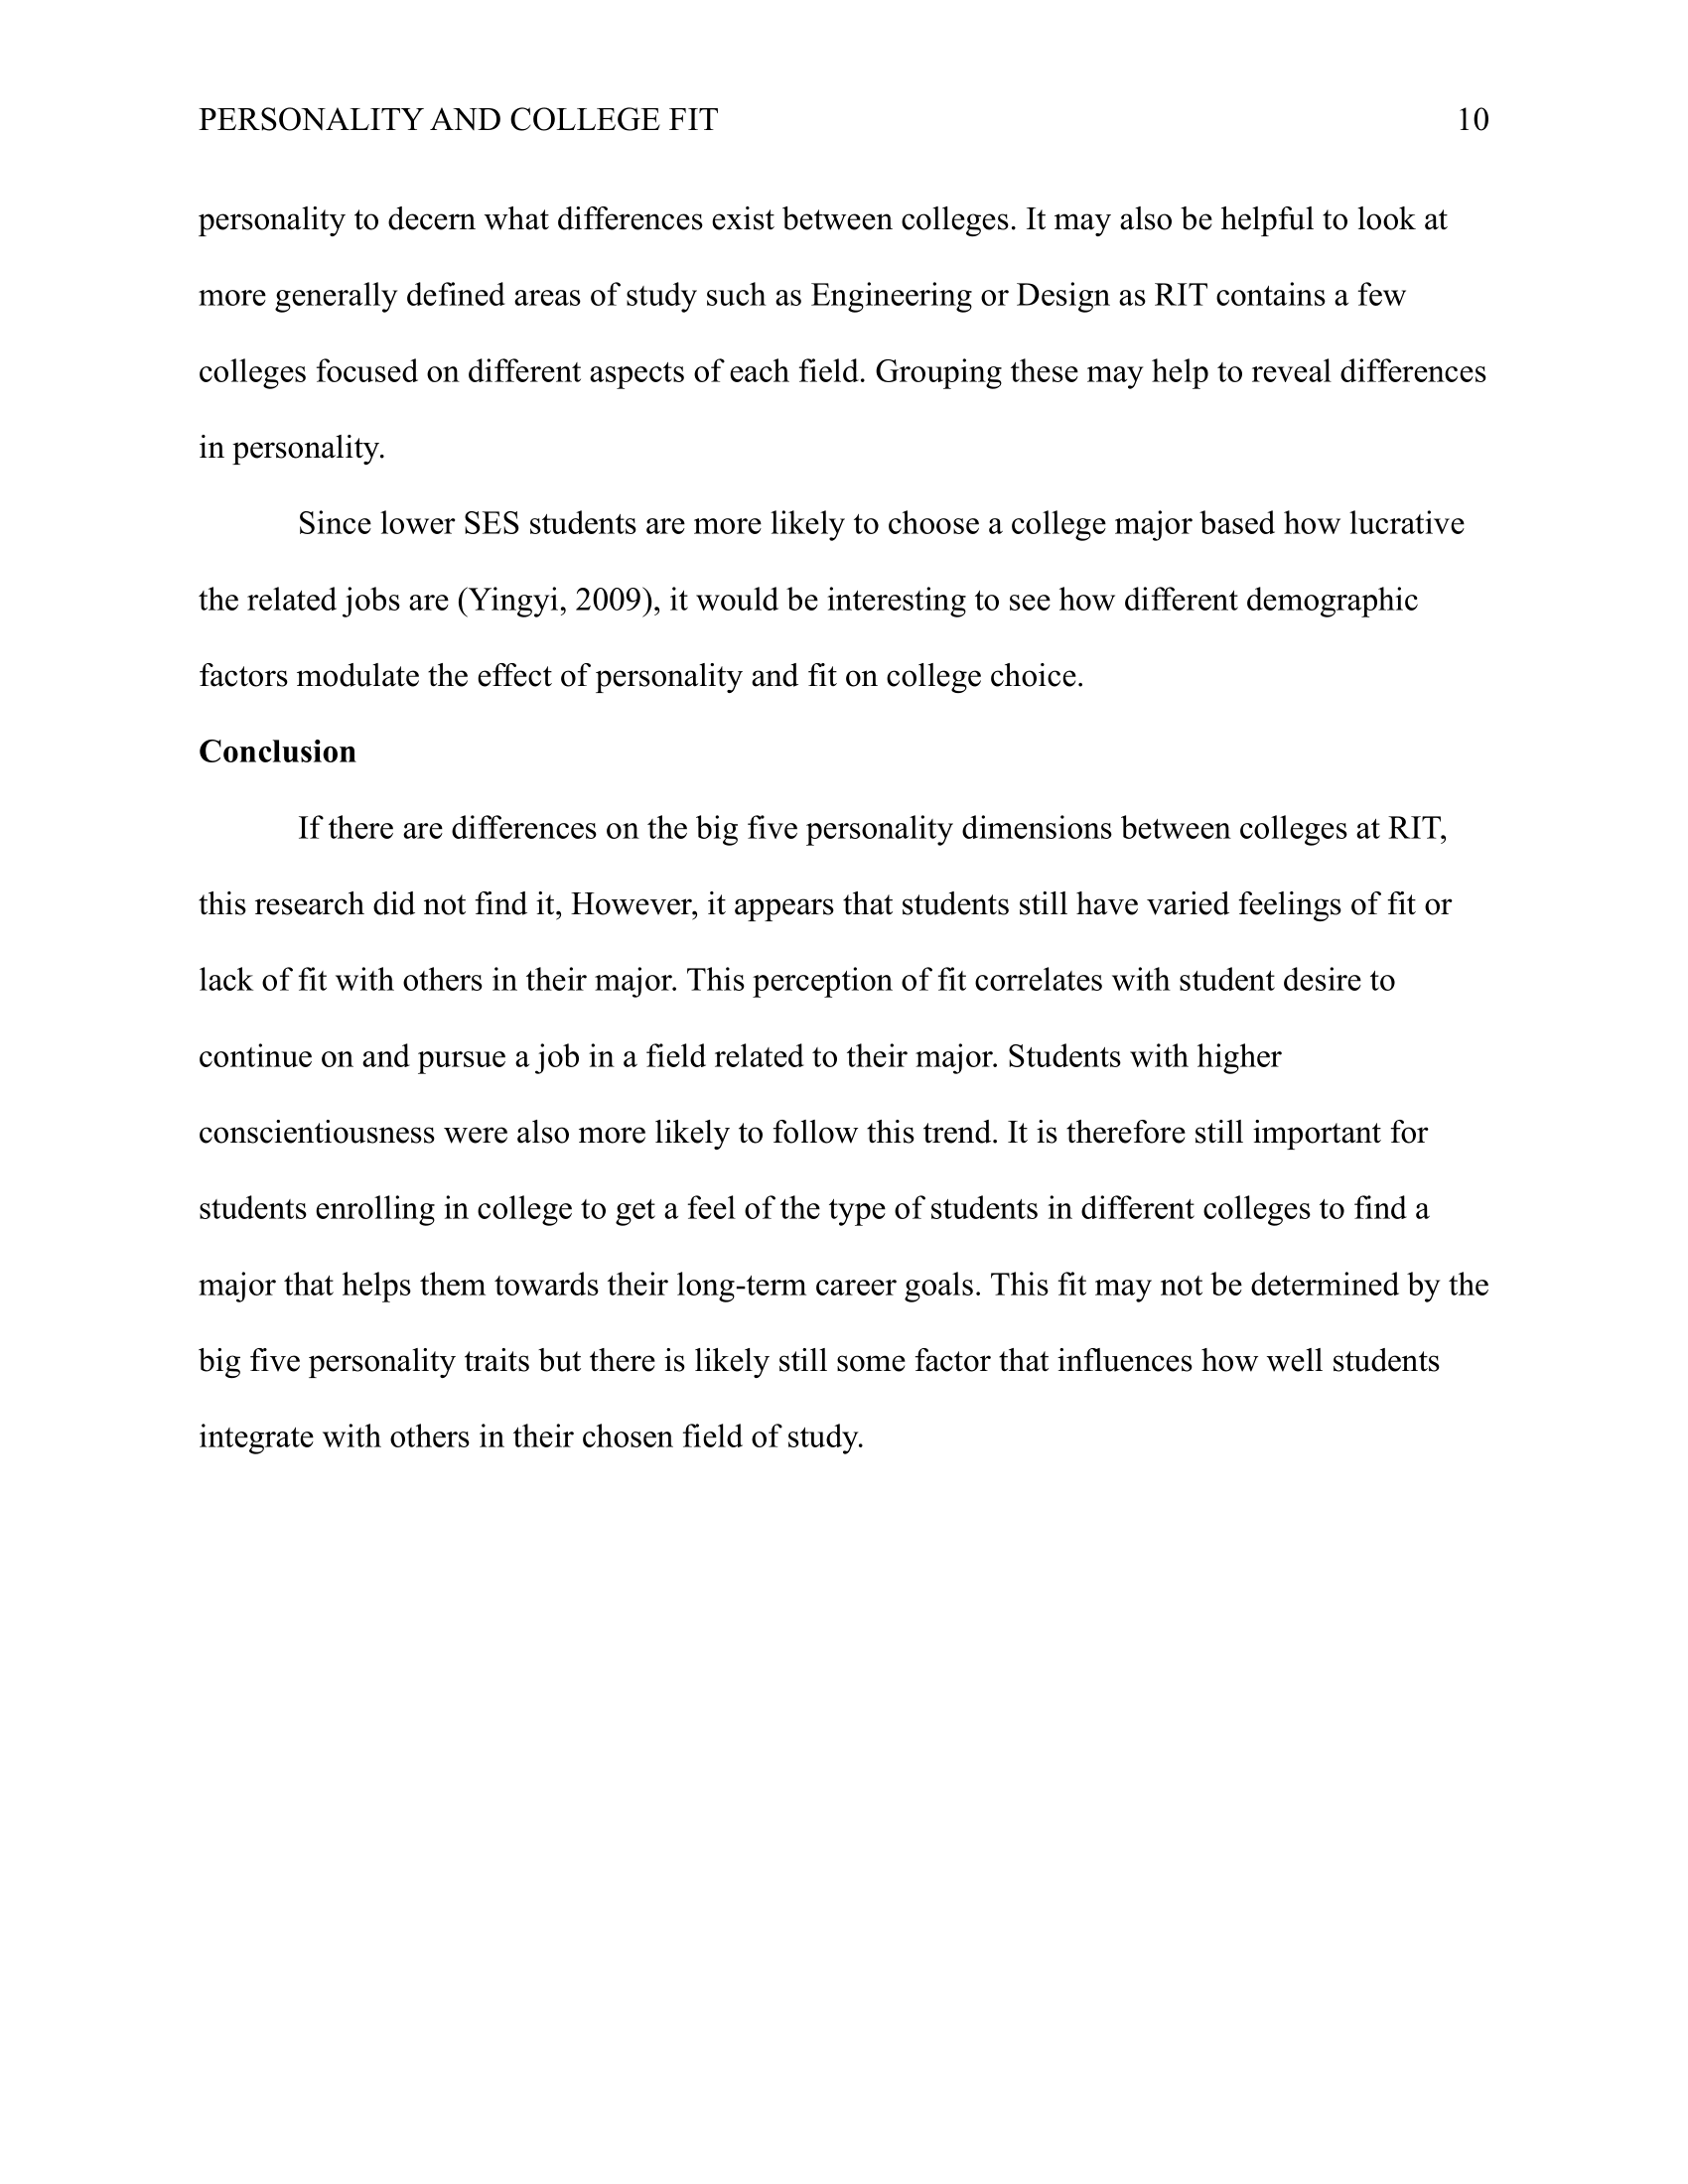 PERSONALITY AND COLLEGE FIT 10
personality to decern what differences exist between colleges. It may also be helpful to look at
more generally defined areas of study such as Engineering or Design as RIT contains a few
colleges focused on different aspects of each field. Grouping these may help to reveal differences
in personality.
Since lower SES students are more likely to choose a college major based how lucrative
the related jobs are (Yingyi, 2009), it would be interesting to see how different demographic
factors modulate the effect of personality and fit on college choice.
Conclusion
If there are differences on the big five personality dimensions between colleges at RIT,
this research did not find it, However, it appears that students still have varied feelings of fit or
lack of fit with others in their major. This perception of fit correlates with student desire to
continue on and pursue a job in a field related to their major. Students with higher
conscientiousness were also more likely to follow this trend. It is therefore still important for
students enrolling in college to get a feel of the type of students in different colleges to find a
major that helps them towards their long-term career goals. This fit may not be determined by the
big five personality traits but there is likely still some factor that influences how well students
integrate with others in their chosen field of study.